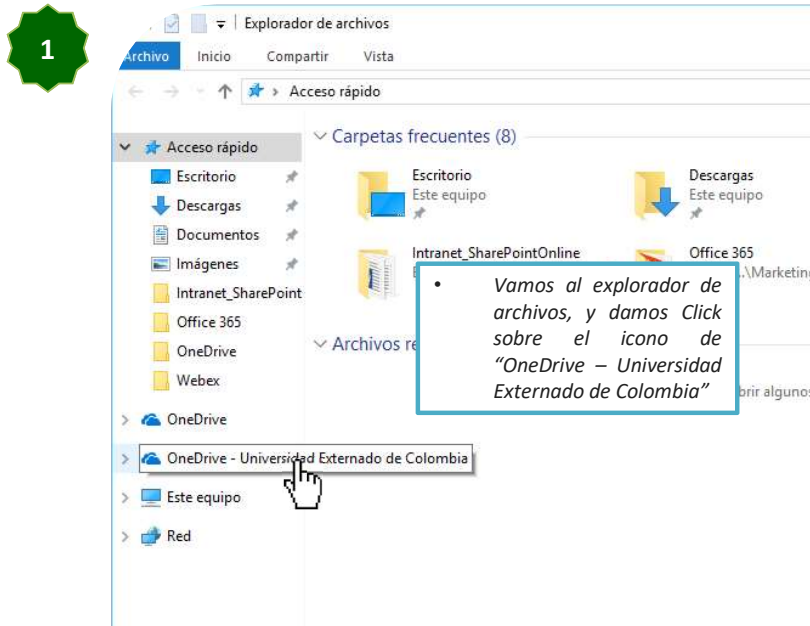 1
Explorador de archivos
Archivo Inicio Compartir Vista
Acceso rápido
Acceso rápido
Escritorio
Descargas
Documentos
Imágenes
Intranet_SharePoint
Office 365
OneDrive
Webex
OneDrive
OneDrive - Universidad Externado de Colombia
Este equipo
Red
Carpetas frecuentes (8)
Escritorio
Este equipo
Descargas
Este equipo
Intranet_SharePointOnline
Office 365
...\Marketing
Archivos re
brir algunos
• Vamos al explorador de
archivos, y damos Click
sobre el icono de
“OneDrive – Universidad
Externado de Colombia”